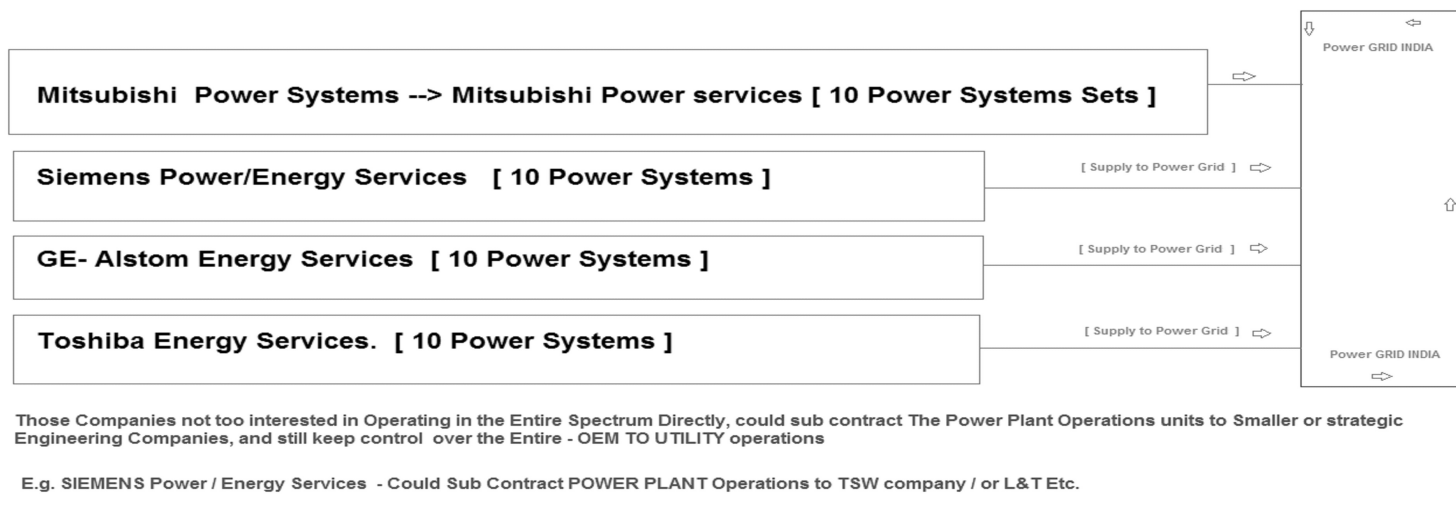 Power GRID INDIA
Mitsubishi Power Systems --> Mitsubishi Power services [ 10 Power Systems Sets ]
Siemens Power/Energy Services [ 10 Power Systems ]
[ Supply to Power Grid ]
GE- Alstom Energy Services [ 10 Power Systems ]
[ Supply to Power Grid ]
Toshiba Energy Services. [ 10 Power Systems ]
[ Supply to Power Grid ]
Power GRID INDIA
Those Companies not too interested in Operating in the Entire Spectrum Directly, could sub contract The Power Plant Operations units to Smaller or strategic
Engineering Companies, and still keep control over the Entire - OEM TO UTILITY operations
E.g. SIEMENS Power / Energy Services - Could Sub Contract POWER PLANT Operations to TSW company / or L&T Etc.